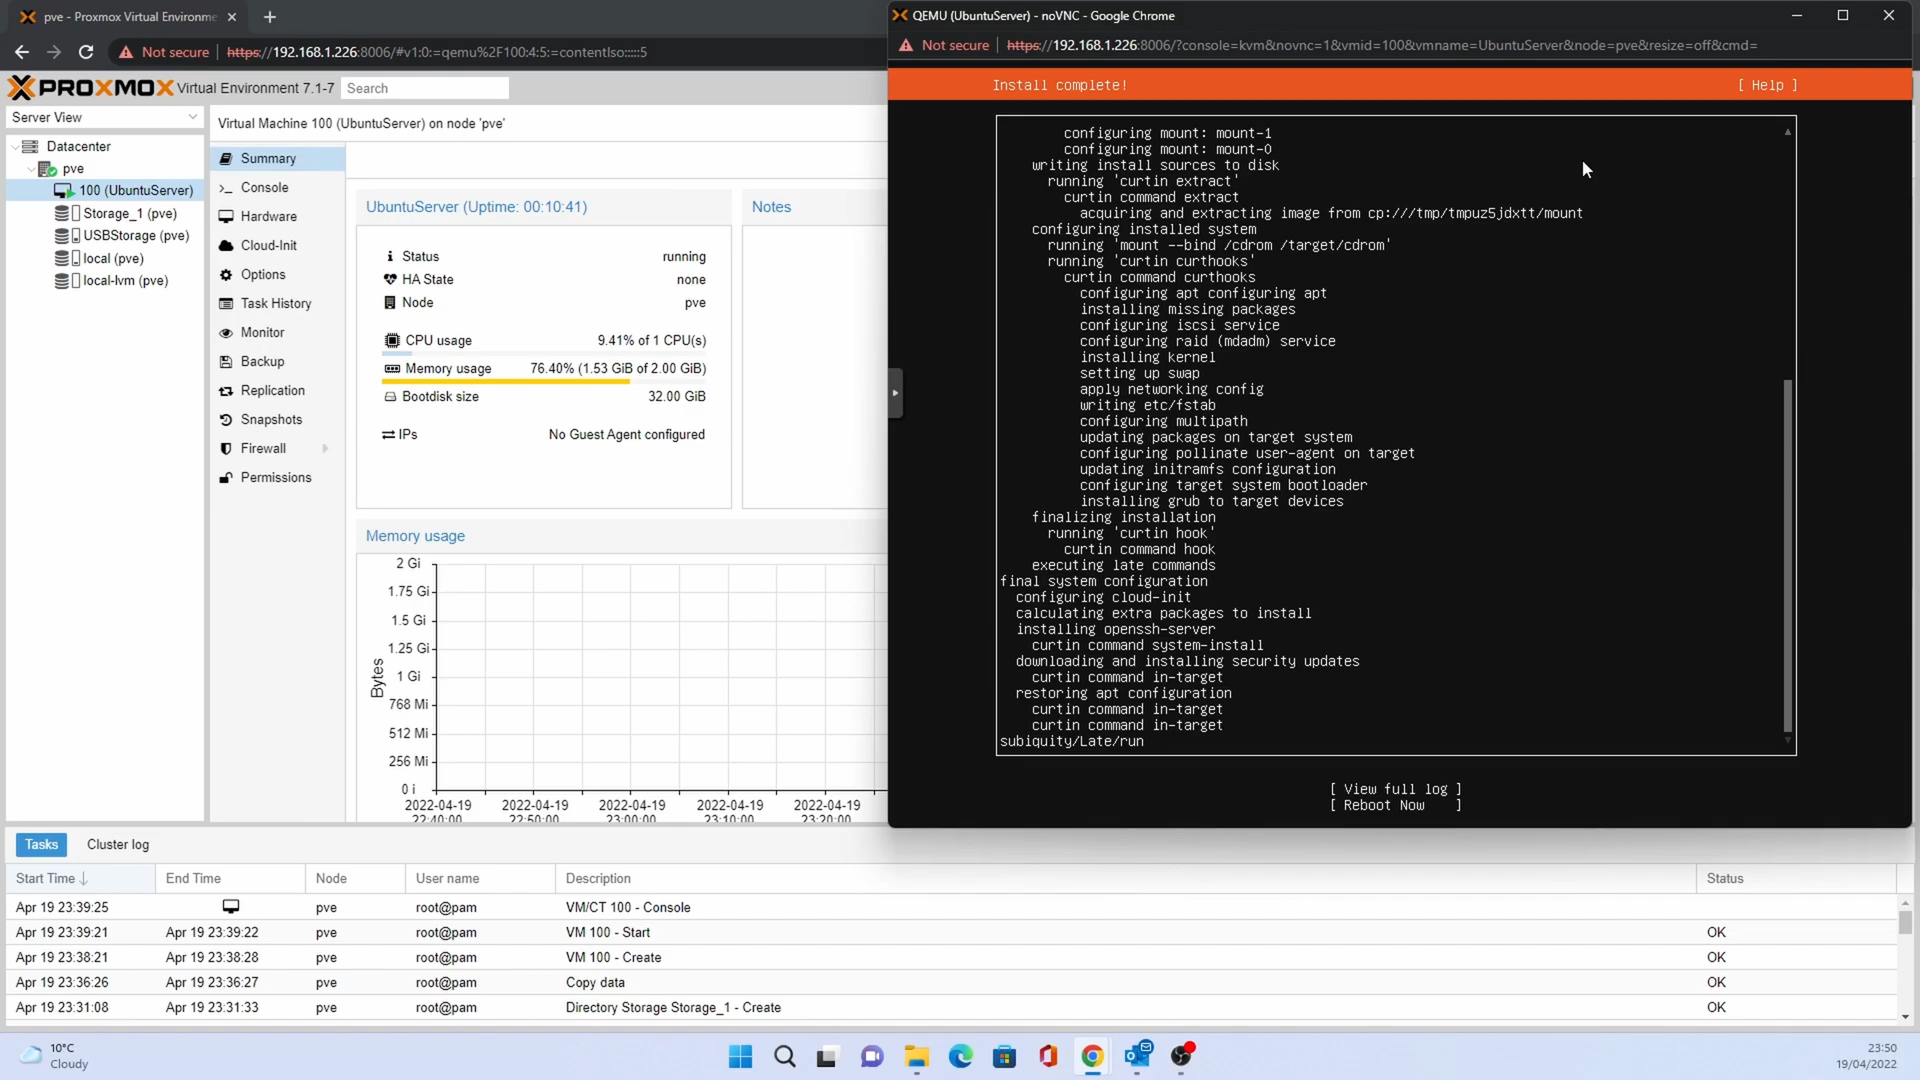 pve - Proxmox Virtual Environme
Not secure https://192.168.1.226:8006/#v1:0:=qemu%2F100:4:5:=contentIso:::::5
PROXMOX Virtual Environment 7.1-7 Search
Server View
Datacenter
pve
100 (UbuntuServer)
Storage_1 (pve)
USBStorage (pve)
local (pve)
local-lvm (pve)
Virtual Machine 100 (UbuntuServer) on node 'pve'
Summary
Console
Hardware
Cloud-Init
Options
Task History
Monitor
Backup
Replication
Snapshots
Firewall
Permissions
UbuntuServer (Uptime: 00:10:41)
Status running
HA State none
Node pve
CPU usage 9.41% of 1 CPU(s)
Memory usage 76.40% (1.53 GiB of 2.00 GiB)
Bootdisk size 32.00 GiB
IPs No Guest Agent configured
Notes
Memory usage
Bytes
2 Gi
1.75 Gi
1.5 Gi
1.25 Gi
1 Gi
768 Mi
512 Mi
256 Mi
0 i
2022-04-19 2022-04-19 2022-04-19 2022-04-19 2022-04-19
22:40:00 22:50:00 23:00:00 23:10:00 23:20:00
QEMU (UbuntuServer) - noVNC - Google Chrome
Not secure https://192.168.1.226:8006/?console=kvm&novnc=1&vmid=100&vmname=UbuntuServer&node=pve&resize=off&cmd=
Install complete! [ Help ]
configuring mount: mount-1
configuring mount: mount-0
writing install sources to disk
running 'curtin extract'
curtin command extract
acquiring and extracting image from cp:///tmp/tmpuz5jdxtt/mount
configuring installed system
running 'mount --bind /cdrom /target/cdrom'
running 'curtin curthooks'
curtin command curthooks
configuring apt configuring apt
installing missing packages
configuring iscsi service
configuring raid (mdadm) service
installing kernel
setting up swap
apply networking config
writing etc/fstab
configuring multipath
updating packages on target system
configuring pollinate user-agent on target
updating initramfs configuration
configuring target system bootloader
installing grub to target devices
finalizing installation
running 'curtin hook'
curtin command hook
executing late commands
final system configuration
configuring cloud-init
calculating extra packages to install
installing openssh-server
curtin command system-install
downloading and installing security updates
curtin command in-target
restoring apt configuration
curtin command in-target
curtin command in-target
subiquity/Late/run
[ View full log ]
[ Reboot Now ]
Tasks Cluster log
Start Time End Time Node User name Description Status
Apr 19 23:39:25 pve root@pam VM/CT 100 - Console
Apr 19 23:39:21 Apr 19 23:39:22 pve root@pam VM 100 - Start OK
Apr 19 23:38:21 Apr 19 23:38:28 pve root@pam VM 100 - Create OK
Apr 19 23:36:26 Apr 19 23:36:27 pve root@pam Copy data OK
Apr 19 23:31:08 Apr 19 23:31:33 pve root@pam Directory Storage Storage_1 - Create OK
10°C
Cloudy
23:50
19/04/2022